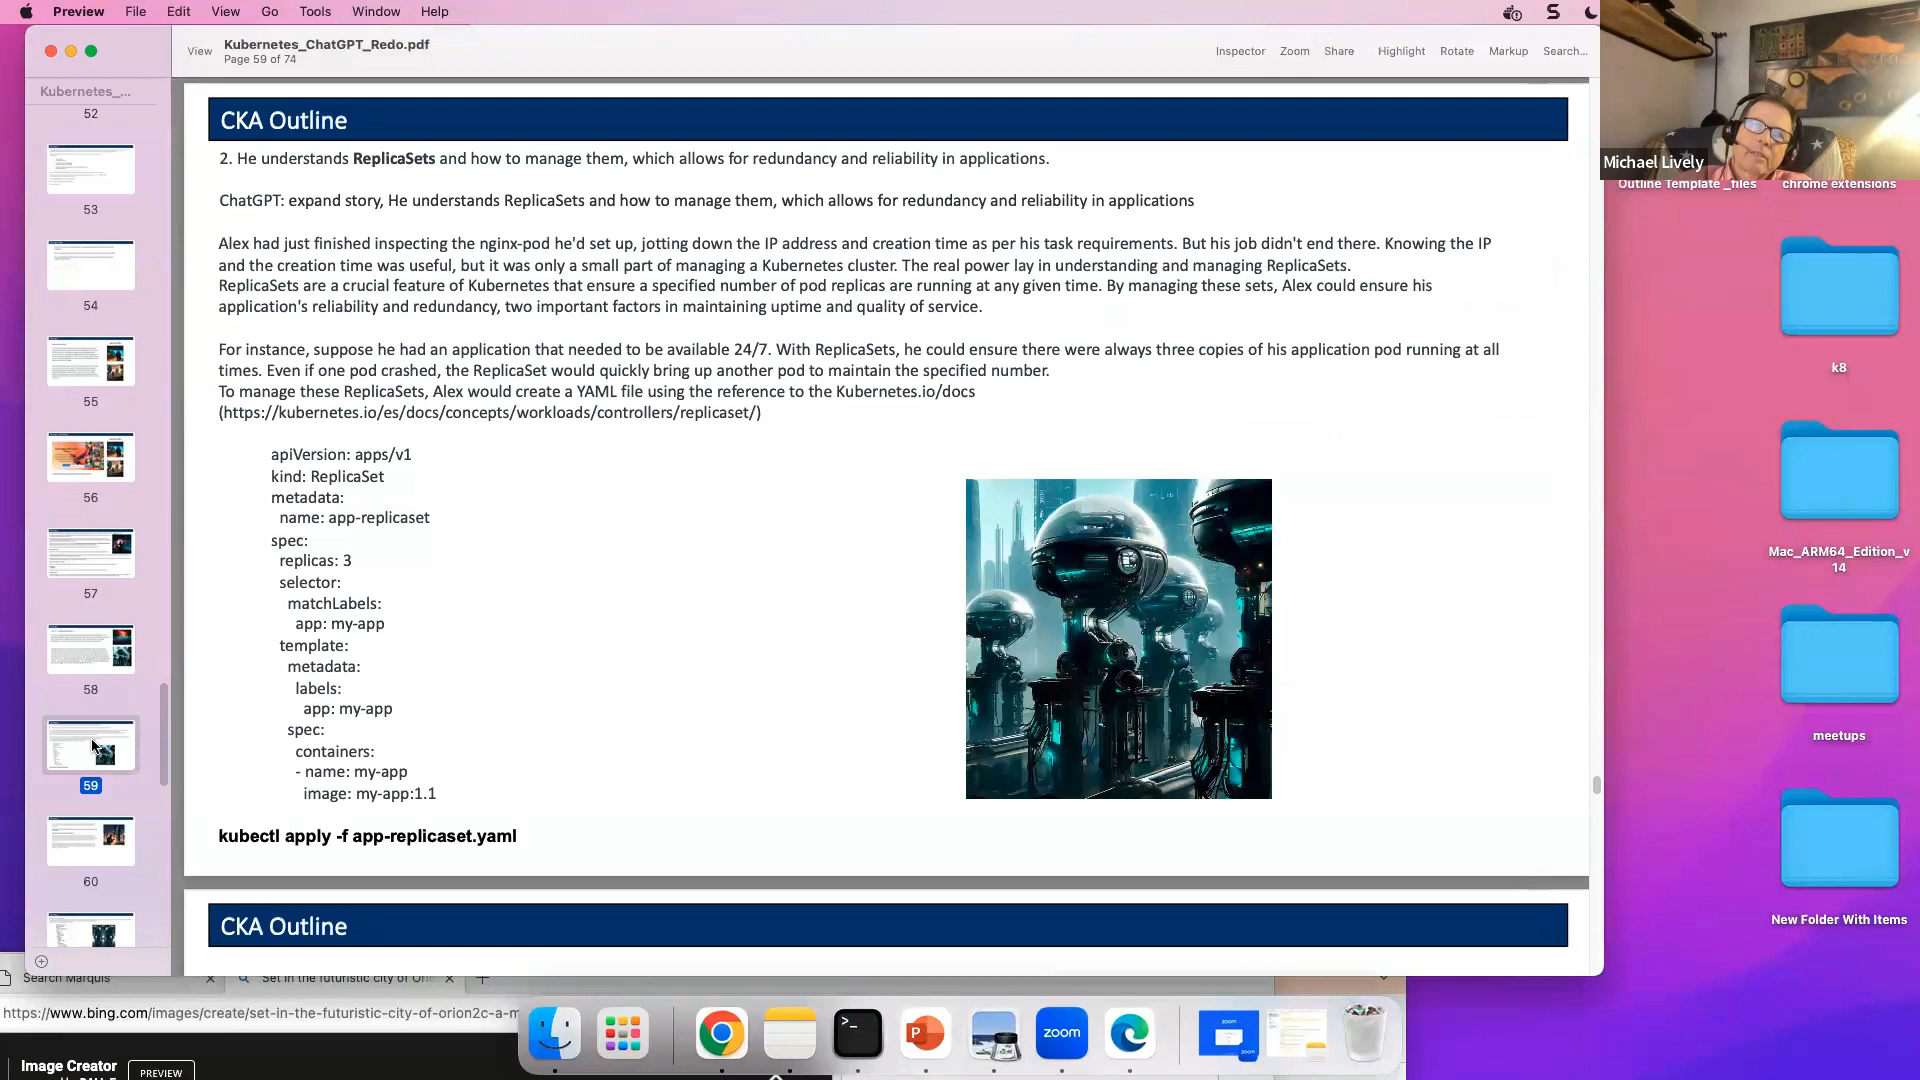 Preview File Edit View Go Tools Window Help
View
Kubernetes_ChatGPT_Redo.pdf
Page 59 of 74
Inspector Zoom Share Highlight Rotate Markup Search...
Kubernetes_...
52
53
54
55
56
57
58
59
60
CKA Outline
2. He understands ReplicaSets and how to manage them, which allows for redundancy and reliability in applications.
ChatGPT: expand story, He understands ReplicaSets and how to manage them, which allows for redundancy and reliability in applications
Alex had just finished inspecting the nginx-pod he'd set up, jotting down the IP address and creation time as per his task requirements. But his job didn't end there. Knowing the IP
and the creation time was useful, but it was only a small part of managing a Kubernetes cluster. The real power lay in understanding and managing ReplicaSets.
ReplicaSets are a crucial feature of Kubernetes that ensure a specified number of pod replicas are running at any given time. By managing these sets, Alex could ensure his
application's reliability and redundancy, two important factors in maintaining uptime and quality of service.
For instance, suppose he had an application that needed to be available 24/7. With ReplicaSets, he could ensure there were always three copies of his application pod running at all
times. Even if one pod crashed, the ReplicaSet would quickly bring up another pod to maintain the specified number.
To manage these ReplicaSets, Alex would create a YAML file using the reference to the Kubernetes.io/docs
(https://kubernetes.io/es/docs/concepts/workloads/controllers/replicaset/)
apiVersion: apps/v1
kind: ReplicaSet
metadata:
name: app-replicaset
spec:
replicas: 3
selector:
matchLabels:
app: my-app
template:
metadata:
labels:
app: my-app
spec:
containers:
- name: my-app
image: my-app:1.1
kubectl apply -f app-replicaset.yaml
CKA Outline
Michael Lively
Outline Template _files
chrome extensions
k8
Mac_ARM64_Edition_v
14
meetups
New Folder With Items
Search Marquis
Set in the futuristic city of Ori
https://www.bing.com/images/create/set-in-the-futuristic-city-of-orion2c-a-m
Image Creator
PREVIEW
zoom
zoom